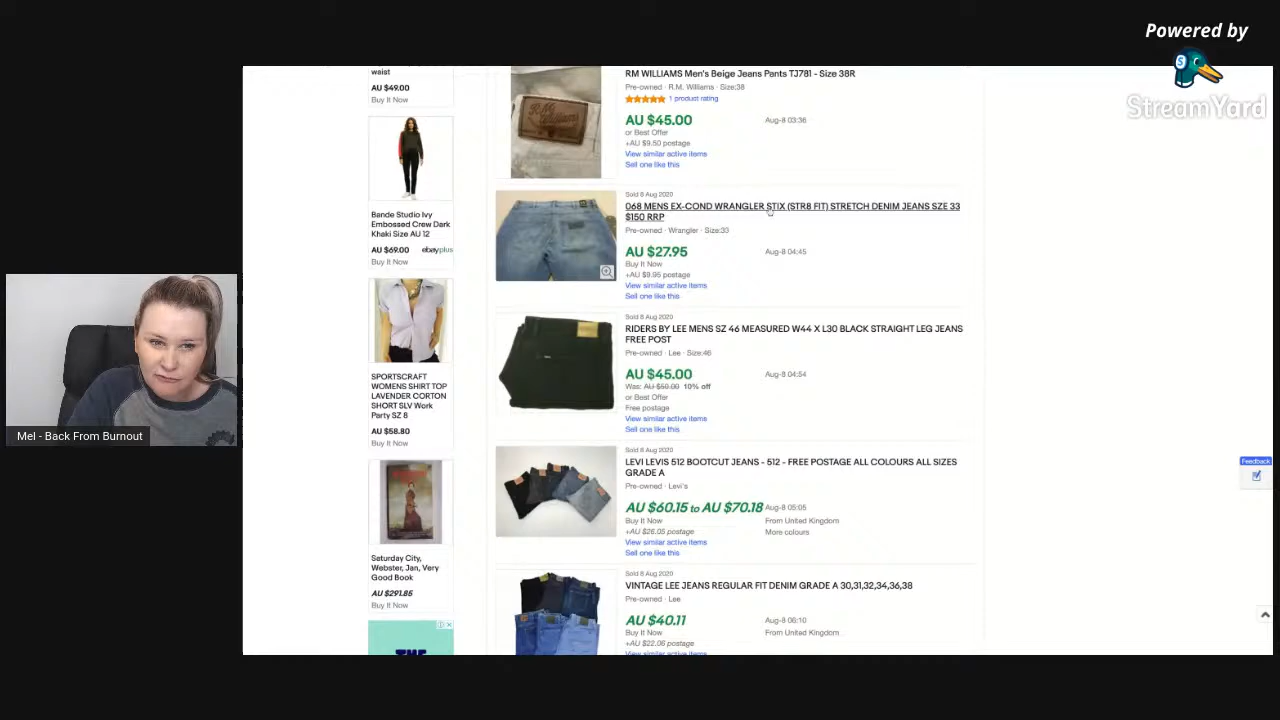 Powered by
StreamYard
waist
AU $49.00
Buy It Now
Bande Studio Ivy
Embossed Crew Dark
Khaki Size AU 12
AU $69.00 ebayplus
Buy It Now
SPORTSCRAFT
WOMENS SHIRT TOP
LAVENDER CORTON
SHORT SLV Work
Party SZ 8
AU $58.80
Buy It Now
Saturday City,
Webster, Jan, Very
Good Book
AU $291.85
Buy It Now
THE
RM WILLIAMS Men's Beige Jeans Pants TJ781 - Size 38R
Pre-owned · R.M. Williams · Size:38
1 product rating
AU $45.00 Aug-8 03:36
or Best Offer
+AU $9.50 postage
View similar active items
Sell one like this
Sold 8 Aug 2020
068 MENS EX-COND WRANGLER STIX (STR8 FIT) STRETCH DENIM JEANS SZE 33
$150 RRP
Pre-owned · Wrangler · Size:33
AU $27.95 Aug-8 04:45
Buy It Now
+AU $9.95 postage
View similar active items
Sell one like this
Sold 8 Aug 2020
RIDERS BY LEE MENS SZ 46 MEASURED W44 X L30 BLACK STRAIGHT LEG JEANS
FREE POST
Pre-owned · Lee · Size:46
AU $45.00 Aug-8 04:54
Was: AU $50.00 10% off
or Best Offer
Free postage
View similar active items
Sell one like this
Sold 8 Aug 2020
LEVI LEVIS 512 BOOTCUT JEANS - 512 - FREE POSTAGE ALL COLOURS ALL SIZES
GRADE A
Pre-owned · Levi's
AU $60.15 to AU $70.18 Aug-8 05:05
Buy It Now From United Kingdom
+AU $26.05 postage More colours
View similar active items
Sell one like this
Sold 8 Aug 2020
VINTAGE LEE JEANS REGULAR FIT DENIM GRADE A 30,31,32,34,36,38
Pre-owned · Lee
AU $40.11 Aug-8 06:10
Buy It Now From United Kingdom
+AU $22.06 postage
View similar active items
Feedback
Mel - Back From Burnout